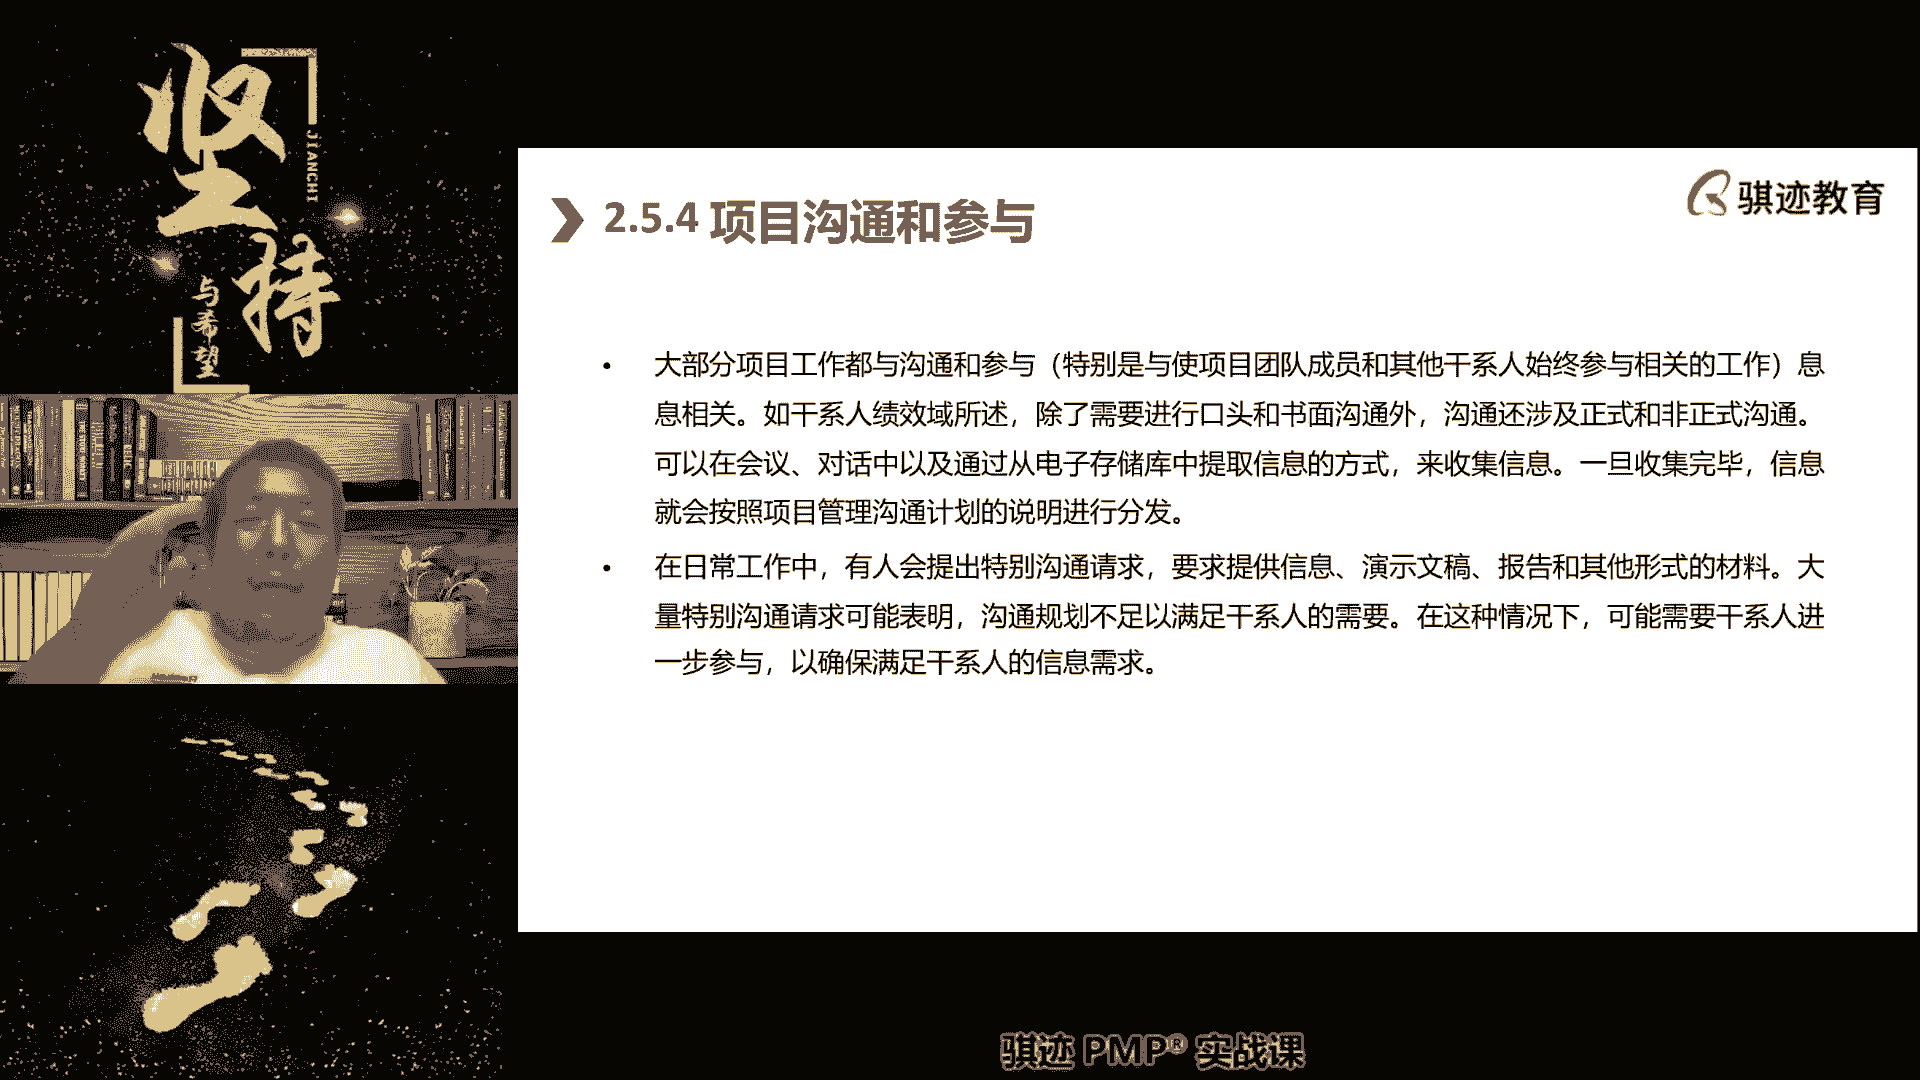 坚持
JIANCHI
与希望
骐迹教育
2.5.4 项目沟通和参与
• 大部分项目工作都与沟通和参与（特别是与使项目团队成员和其他干系人始终参与相关的工作）息
息相关。如干系人绩效域所述，除了需要进行口头和书面沟通外，沟通还涉及正式和非正式沟通。
可以在会议、对话中以及通过从电子存储库中提取信息的方式，来收集信息。一旦收集完毕，信息
就会按照项目管理沟通计划的说明进行分发。
• 在日常工作中，有人会提出特别沟通请求，要求提供信息、演示文稿、报告和其他形式的材料。大
量特别沟通请求可能表明，沟通规划不足以满足干系人的需要。在这种情况下，可能需要干系人进
一步参与，以确保满足干系人的信息需求。
骐迹 PMP® 实战课